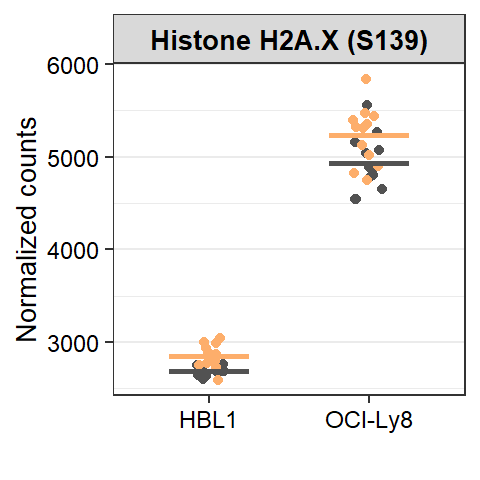 Histone H2A.X (S139)
Normalized counts
6000
5000
4000
3000
HBL1
OCI-Ly8